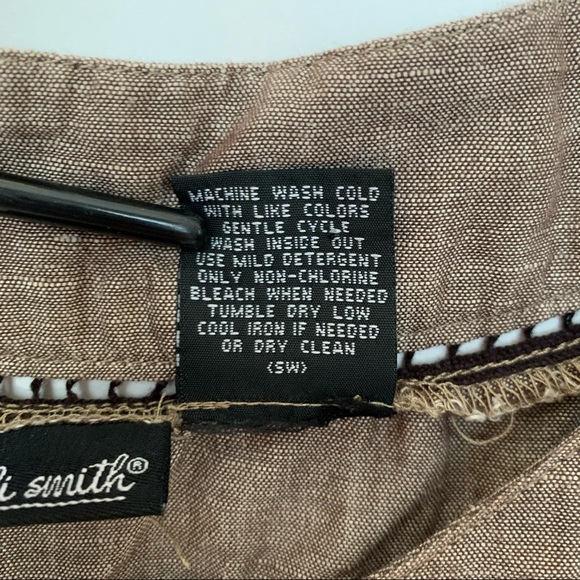 MACHINE WASH COLD
WITH LIKE COLORS
GENTLE CYCLE
WASH INSIDE OUT
USE MILD DETERGENT
ONLY NON-CHLORINE
BLEACH WHEN NEEDED
TUMBLE DRY LOW
COOL IRON IF NEEDED
OR DRY CLEAN
(SW)
smith®